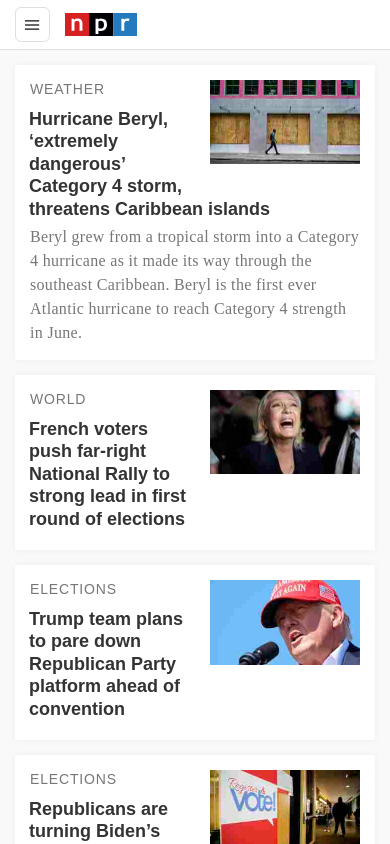 npr
WEATHER
Hurricane Beryl,
‘extremely
dangerous’
Category 4 storm,
threatens Caribbean islands
Beryl grew from a tropical storm into a Category
4 hurricane as it made its way through the
southeast Caribbean. Beryl is the first ever
Atlantic hurricane to reach Category 4 strength
in June.
WORLD
French voters
push far-right
National Rally to
strong lead in first
round of elections
ELECTIONS
Trump team plans
to pare down
Republican Party
platform ahead of
convention
AGAIN
ELECTIONS
Republicans are
turning Biden’s
Register &
Vote!